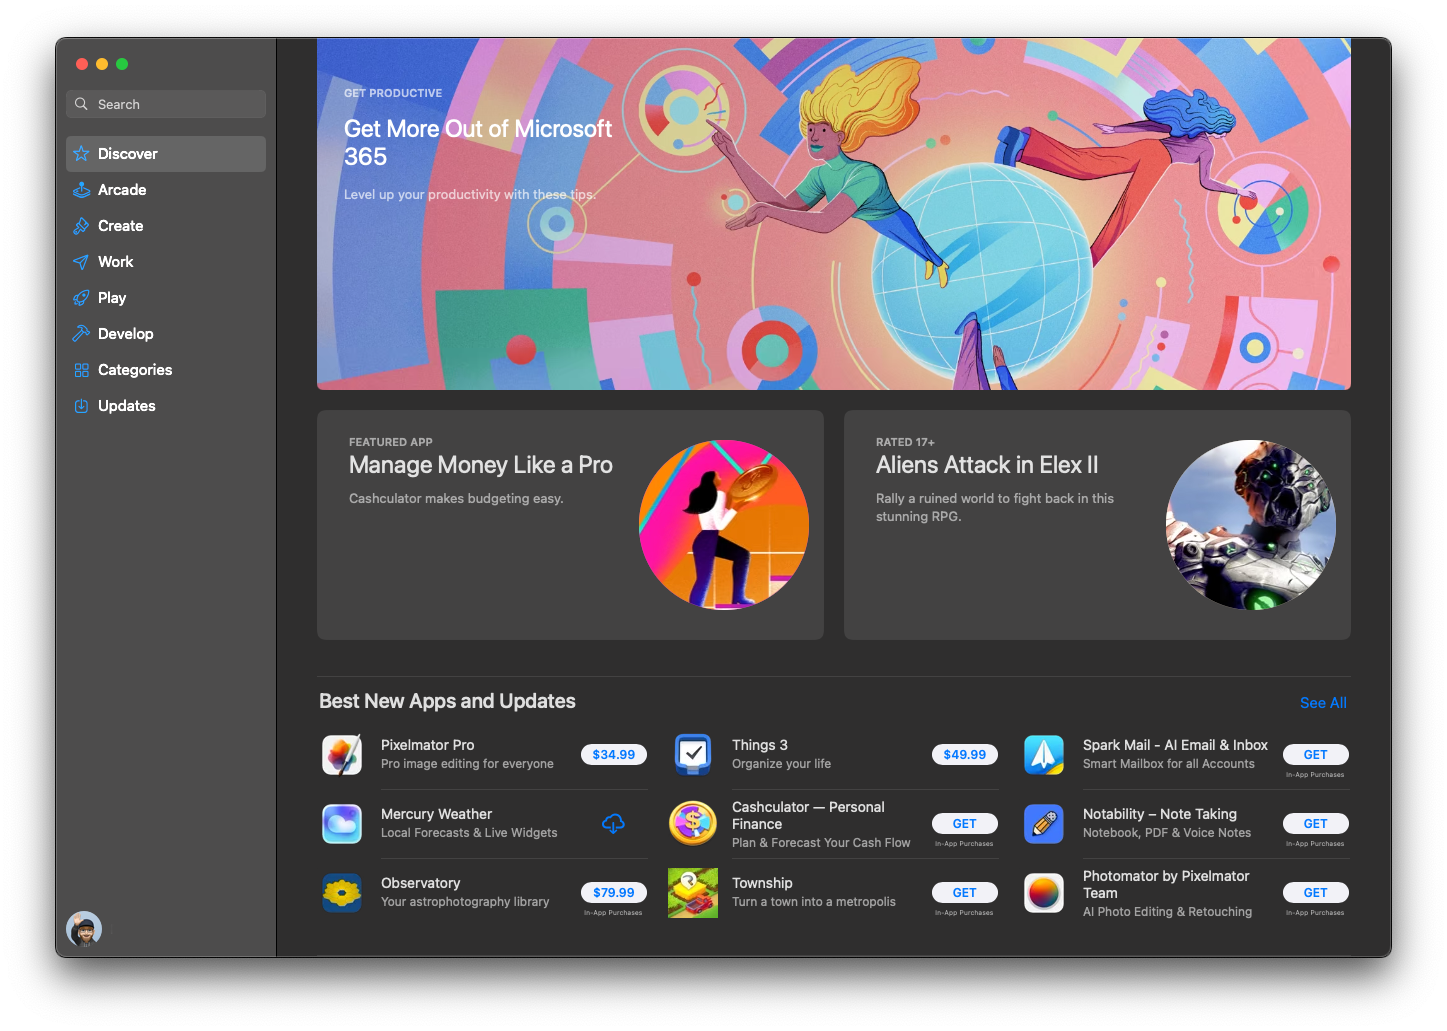 Search
Discover
Arcade
Create
Work
Play
Develop
Categories
Updates
GET PRODUCTIVE
Get More Out of Microsoft
365
Level up your productivity with these tips.
FEATURED APP
Manage Money Like a Pro
Cashculator makes budgeting easy.
RATED 17+
Aliens Attack in Elex II
Rally a ruined world to fight back in this
stunning RPG.
Best New Apps and Updates
See All
Pixelmator Pro
Pro image editing for everyone
$34.99
Things 3
Organize your life
$49.99
Spark Mail - AI Email & Inbox
Smart Mailbox for all Accounts
GET
In-App Purchases
Mercury Weather
Local Forecasts & Live Widgets
Cashculator — Personal
Finance
Plan & Forecast Your Cash Flow
GET
In-App Purchases
Notability – Note Taking
Notebook, PDF & Voice Notes
GET
In-App Purchases
Observatory
Your astrophotography library
$79.99
In-App Purchases
Township
Turn a town into a metropolis
GET
In-App Purchases
Photomator by Pixelmator
Team
AI Photo Editing & Retouching
GET
In-App Purchases